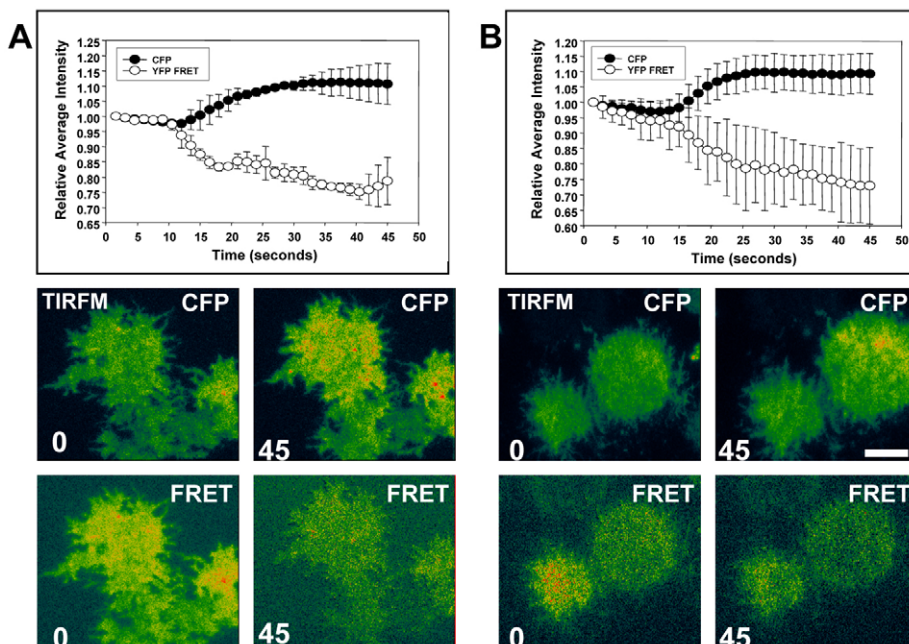 A
Relative Average Intensity
1.25
1.20
1.15
1.10
1.05
1.00
0.95
0.90
0.85
0.80
0.75
0.70
0.65
CFP
YFP FRET
0 5 10 15 20 25 30 35 40 45 50
Time (seconds)
B
Relative Average Intensity
1.20
1.15
1.10
1.05
1.00
0.95
0.90
0.85
0.80
0.75
0.70
0.65
0.60
CFP
YFP FRET
0 5 10 15 20 25 30 35 40 45 50
Time (seconds)
TIRFM CFP
0
CFP
45
TIRFM CFP
0
CFP
45
FRET
0
FRET
45
FRET
0
FRET
45